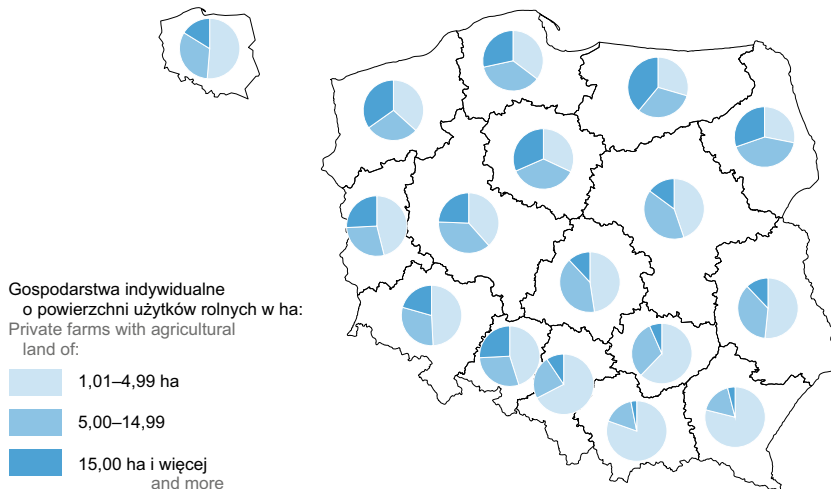 Gospodarstwa indywidualne
o powierzchni użytków rolnych w ha:
Private farms with agricultural
land of:
1,01–4,99 ha
5,00–14,99
15,00 ha i więcej
and more